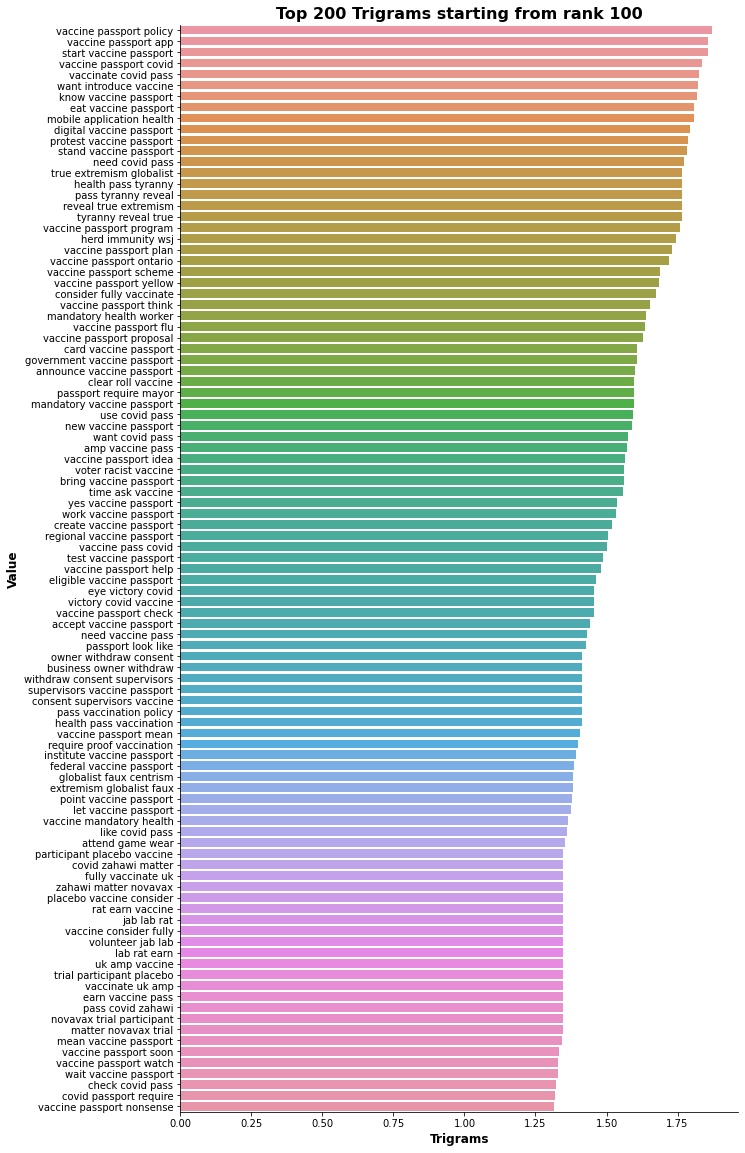 Top 200 Trigrams starting from rank 100
vaccine passport policy
vaccine passport app
start vaccine passport
vaccine passport covid
vaccinate covid pass
want introduce vaccine
know vaccine passport
eat vaccine passport
mobile application health
digital vaccine passport
protest vaccine passport
stand vaccine passport
need covid pass
true extremism globalist
health pass tyranny
pass tyranny reveal
reveal true extremism
tyranny reveal true
vaccine passport program
herd immunity wsj
vaccine passport plan
vaccine passport ontario
vaccine passport scheme
vaccine passport yellow
consider fully vaccinate
vaccine passport think
mandatory health worker
vaccine passport flu
vaccine passport proposal
card vaccine passport
government vaccine passport
announce vaccine passport
clear roll vaccine
passport require mayor
mandatory vaccine passport
use covid pass
new vaccine passport
want covid pass
amp vaccine pass
vaccine passport idea
voter racist vaccine
bring vaccine passport
time ask vaccine
yes vaccine passport
work vaccine passport
create vaccine passport
regional vaccine passport
vaccine pass covid
test vaccine passport
vaccine passport help
eligible vaccine passport
eye victory covid
victory covid vaccine
vaccine passport check
accept vaccine passport
need vaccine pass
passport look like
owner withdraw consent
business owner withdraw
withdraw consent supervisors
supervisors vaccine passport
consent supervisors vaccine
pass vaccination policy
health pass vaccination
vaccine passport mean
require proof vaccination
institute vaccine passport
federal vaccine passport
globalist faux centrism
extremism globalist faux
point vaccine passport
let vaccine passport
vaccine mandatory health
like covid pass
attend game wear
participant placebo vaccine
covid zahawi matter
fully vaccinate uk
zahawi matter novavax
placebo vaccine consider
rat earn vaccine
jab lab rat
vaccine consider fully
volunteer jab lab
lab rat earn
uk amp vaccine
trial participant placebo
vaccinate uk amp
earn vaccine pass
pass covid zahawi
novavax trial participant
matter novavax trial
mean vaccine passport
vaccine passport soon
vaccine passport watch
wait vaccine passport
check covid pass
covid passport require
vaccine passport nonsense
Value
0.00 0.25 0.50 0.75 1.00 1.25 1.50 1.75
Trigrams